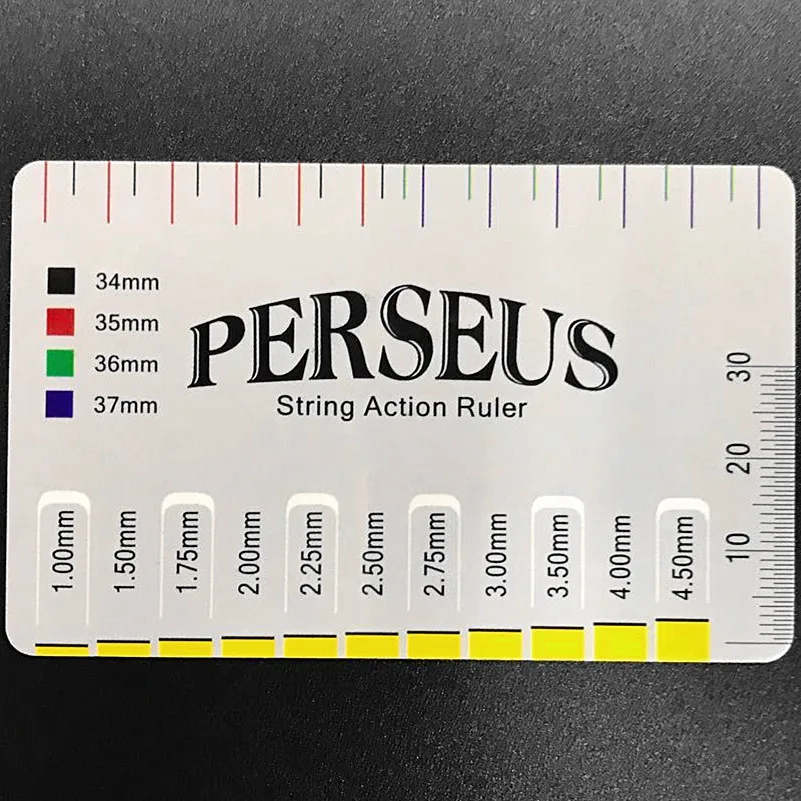 34mm
35mm
36mm
37mm
PERSEUS
String Action Ruler
30
20
10
1.00mm
1.50mm
1.75mm
2.00mm
2.25mm
2.50mm
2.75mm
3.00mm
3.50mm
4.00mm
4.50mm